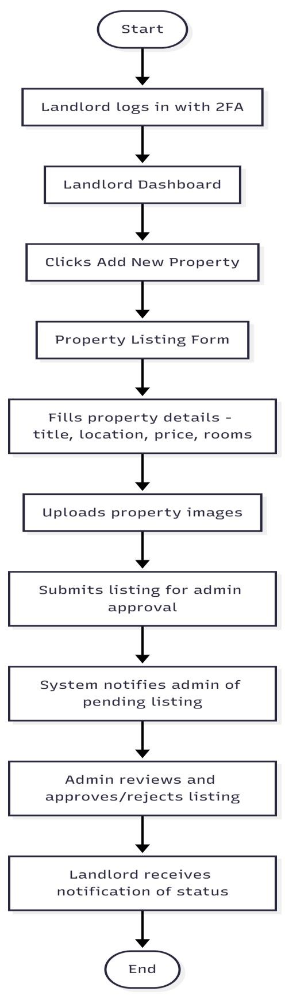 Start
Landlord logs in with 2FA
Landlord Dashboard
Clicks Add New Property
Property Listing Form
Fills property details -
title, location, price, rooms
Uploads property images
Submits listing for admin
approval
System notifies admin of
pending listing
Admin reviews and
approves/rejects listing
Landlord receives
notification of status
End